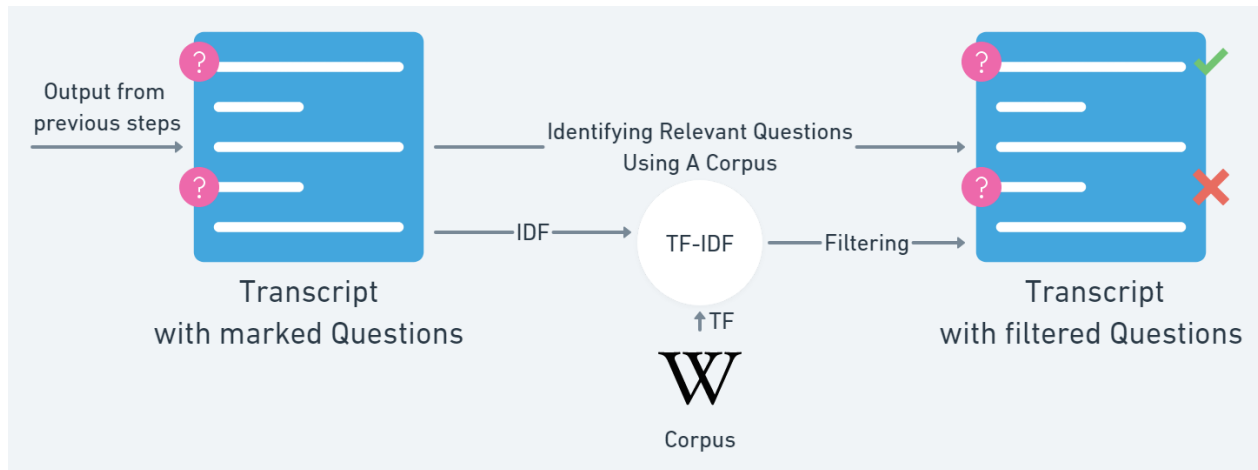 ?
?
Output from
previous steps
Transcript
with marked Questions
Identifying Relevant Questions
Using A Corpus
IDF
TF-IDF
Filtering
TF
W
Corpus
?
?
Transcript
with filtered Questions